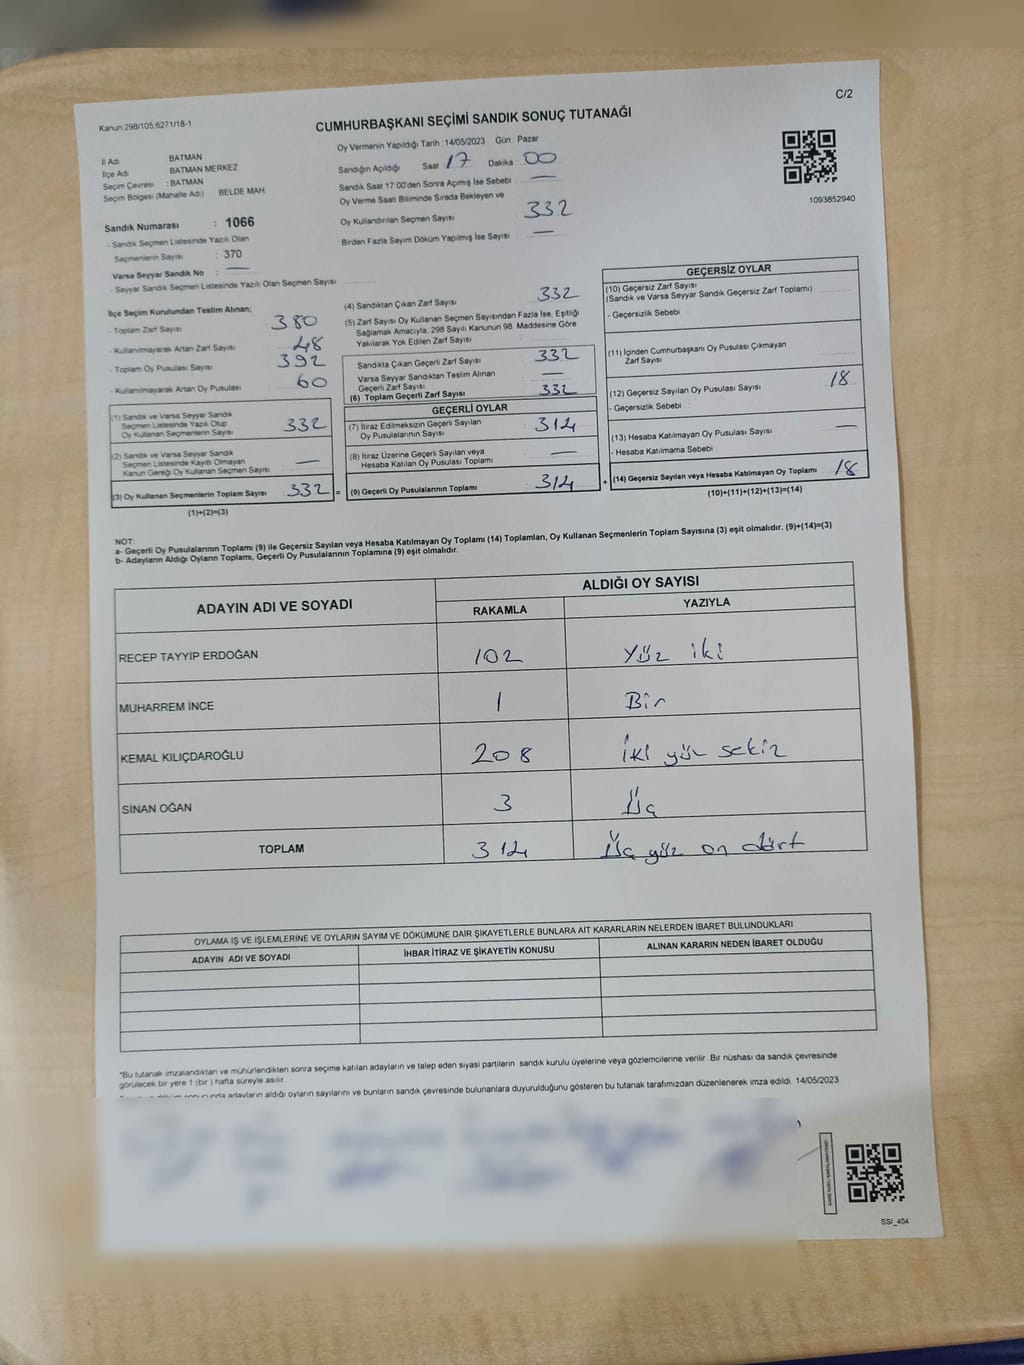 C/2
Kanun.298/105;6271/18-1
CUMHURBAŞKANI SEÇİMİ SANDIK SONUÇ TUTANAĞI
Oy Vermenin Yapıldığı Tarih :14/05/2023 Gün : Pazar
İl Adı BATMAN
İlçe Adı BATMAN MERKEZ
Seçim Çevresi : BATMAN
Seçim Bölgesi (Mahalle Adı) BELDE MAH.
Sandığın Açıldığı Saat 17 Dakika : 00
Sandık Saat 17:00'den Sonra Açımış İse Sebebi : —
Oy Verme Saati Bitiminde Sırada Bekleyen ve
Oy Kullandırılan Seçmen Sayısı : 332
Birden Fazla Sayım Döküm Yapılmış İse Sayısı : —
1093852940
Sandık Numarası : 1066
- Sandık Seçmen Listesinde Yazılı Olan
Seçmenlerin Sayısı : 370
Varsa Seyyar Sandık No : —
- Seyyar Sandık Seçmen Listesinde Yazılı Olan Seçmen Sayısı
İlçe Seçim Kurulundan Teslim Alınan;
- Toplam Zarf Sayısı 380
- Kullanılmayarak Artan Zarf Sayısı 48
- Toplam Oy Pusulası Sayısı 392
- Kullanılmayarak Artan Oy Pusulası 60
(1) Sandık ve Varsa Seyyar Sandık
Seçmen Listesinde Yazılı Olup
Oy Kullanan Seçmenlerin Sayısı 332
(2) Sandık ve Varsa Seyyar Sandık
Seçmen Listesinde Kayıtlı Olmayan
Kanun Gereği Oy Kullanan Seçmen Sayısı —
(3) Oy Kullanan Seçmenlerin Toplam Sayısı 332 =
(1)+(2)=(3)
(4) Sandıktan Çıkan Zarf Sayısı 332
(5) Zarf Sayısı Oy Kullanan Seçmen Sayısından Fazla İse, Eşitliği
Sağlamak Amacıyla; 298 Sayılı Kanunun 98. Maddesine Göre
Yakılarak Yok Edilen Zarf Sayısı
Sandıkta Çıkan Geçerli Zarf Sayısı 332
Varsa Seyyar Sandıktan Teslim Alınan
Geçerli Zarf Sayısı —
(6) Toplam Geçerli Zarf Sayısı 332
GEÇERLİ OYLAR
(7) İtiraz Edilmeksizin Geçerli Sayılan
Oy Pusulalarının Sayısı 314
(8) İtiraz Üzerine Geçerli Sayılan veya
Hesaba Katılan Oy Pusulası Toplamı —
(9) Geçerli Oy Pusulalarının Toplamı 314 +
GEÇERSİZ OYLAR
(10) Geçersiz Zarf Sayısı
(Sandık ve Varsa Seyyar Sandık Geçersiz Zarf Toplamı)
- Geçersizlik Sebebi :
(11) İçinden Cumhurbaşkanı Oy Pusulası Çıkmayan
Zarf Sayısı
(12) Geçersiz Sayılan Oy Pusulası Sayısı 18
- Geçersizlik Sebebi :
(13) Hesaba Katılmayan Oy Pusulası Sayısı —
- Hesaba Katılmama Sebebi :
(14) Geçersiz Sayılan veya Hesaba Katılmayan Oy Toplamı 18
(10)+(11)+(12)+(13)=(14)
NOT:
a- Geçerli Oy Pusulalarının Toplamı (9) ile Geçersiz Sayılan veya Hesaba Katılmayan Oy Toplamı (14) Toplamları, Oy Kullanan Seçmenlerin Toplam Sayısına (3) eşit olmalıdır. (9)+(14)=(3)
b- Adayların Aldığı Oyların Toplamı, Geçerli Oy Pusulalarının Toplamına (9) eşit olmalıdır.
ADAYIN ADI VE SOYADI
ALDIĞI OY SAYISI
RAKAMLA YAZIYLA
RECEP TAYYİP ERDOĞAN 102 Yüz iki
MUHARREM İNCE 1 Bir
KEMAL KILIÇDAROĞLU 208 İki yüz sekiz
SİNAN OĞAN 3 Üç
TOPLAM 314 Üç yüz on dört
OYLAMA İŞ VE İŞLEMLERİNE VE OYLARIN SAYIM VE DÖKÜMÜNE DAİR ŞİKAYETLERLE BUNLARA AİT KARARLARIN NELERDEN İBARET BULUNDUKLARI
ADAYIN ADI VE SOYADI İHBAR İTİRAZ VE ŞİKAYETİN KONUSU ALINAN KARARIN NEDEN İBARET OLDUĞU
*Bu tutanak imzalandıktan ve mühürlendikten sonra seçime katılan adayların ve talep eden siyasi partilerin sandık kurulu üyelerine veya gözlemcilerine verilir. Bir nüshası da sandık çevresinde
görülecek bir yere 1 (bir) hafta süreyle asılır.
adayların aldığı oyların sayılarını ve bunların sandık çevresinde bulunanlara duyurulduğunu gösteren bu tutanak tarafımızdan düzenlenerek imza edildi. 14/05/2023
SSI_404